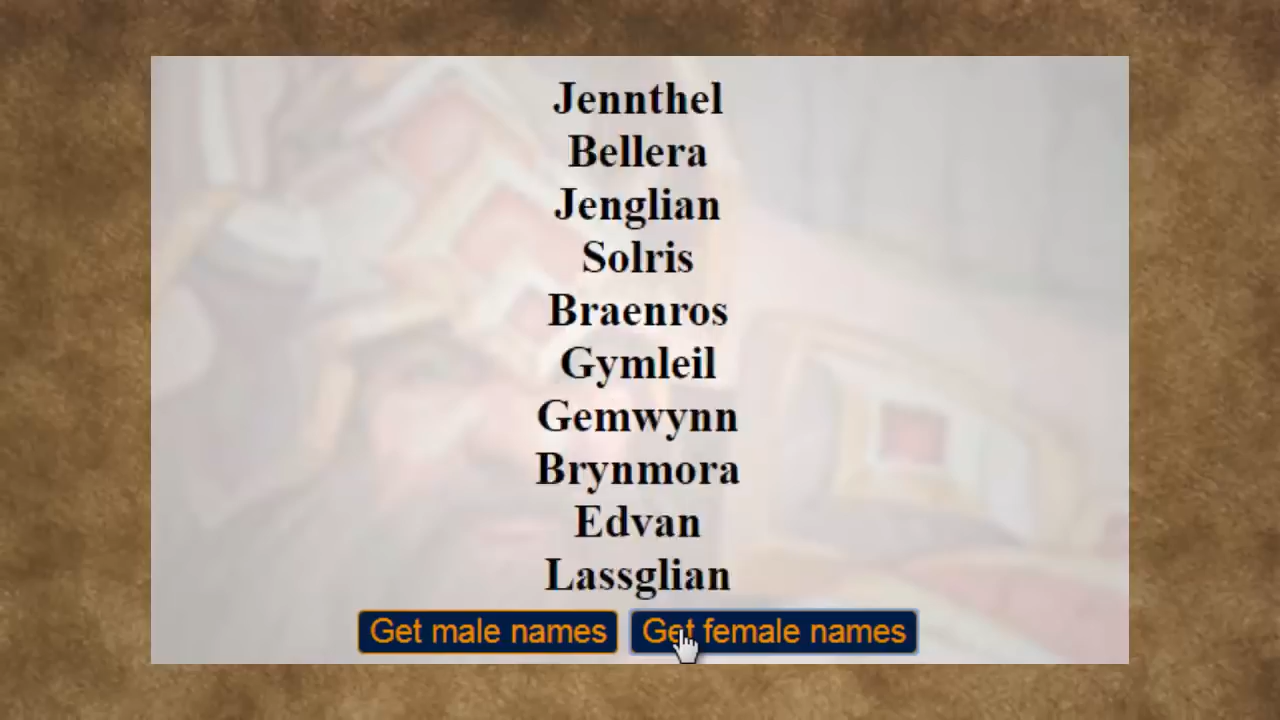 Jennthel
Bellera
Jenglian
Solris
Braenros
Gymleil
Gemwynn
Brynmora
Edvan
Lassglian
Get male names Get female names